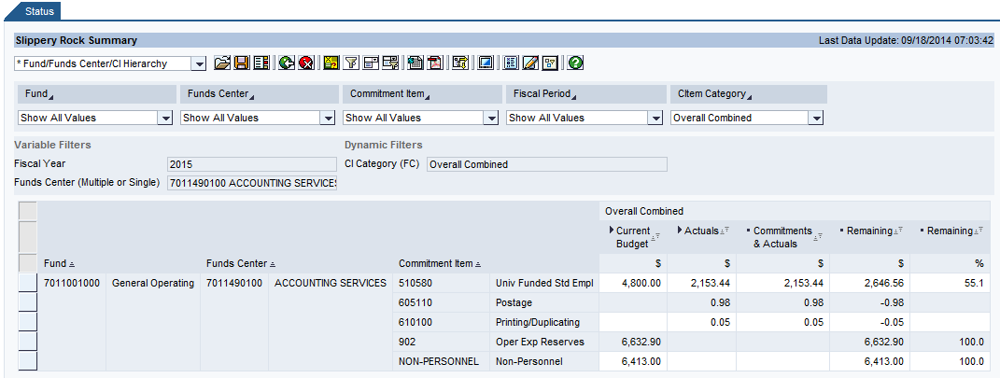 Status
Slippery Rock Summary Last Data Update: 09/18/2014 07:03:42
* Fund/Funds Center/CI Hierarchy
Fund Funds Center Commitment Item Fiscal Period CItem Category
Show All Values Show All Values Show All Values Show All Values Overall Combined
Variable Filters Dynamic Filters
Fiscal Year 2015 CI Category (FC) Overall Combined
Funds Center (Multiple or Single) 7011490100 ACCOUNTING SERVICES
Overall Combined
Current Budget Actuals Commitments & Actuals Remaining Remaining
Fund Funds Center Commitment Item $ $ $ $ %
7011001000 General Operating 7011490100 ACCOUNTING SERVICES 510580 Univ Funded Std Empl 4,800.00 2,153.44 2,153.44 2,646.56 55.1
605110 Postage 0.98 0.98 -0.98
610100 Printing/Duplicating 0.05 0.05 -0.05
902 Oper Exp Reserves 6,632.90 6,632.90 100.0
NON-PERSONNEL Non-Personnel 6,413.00 6,413.00 100.0